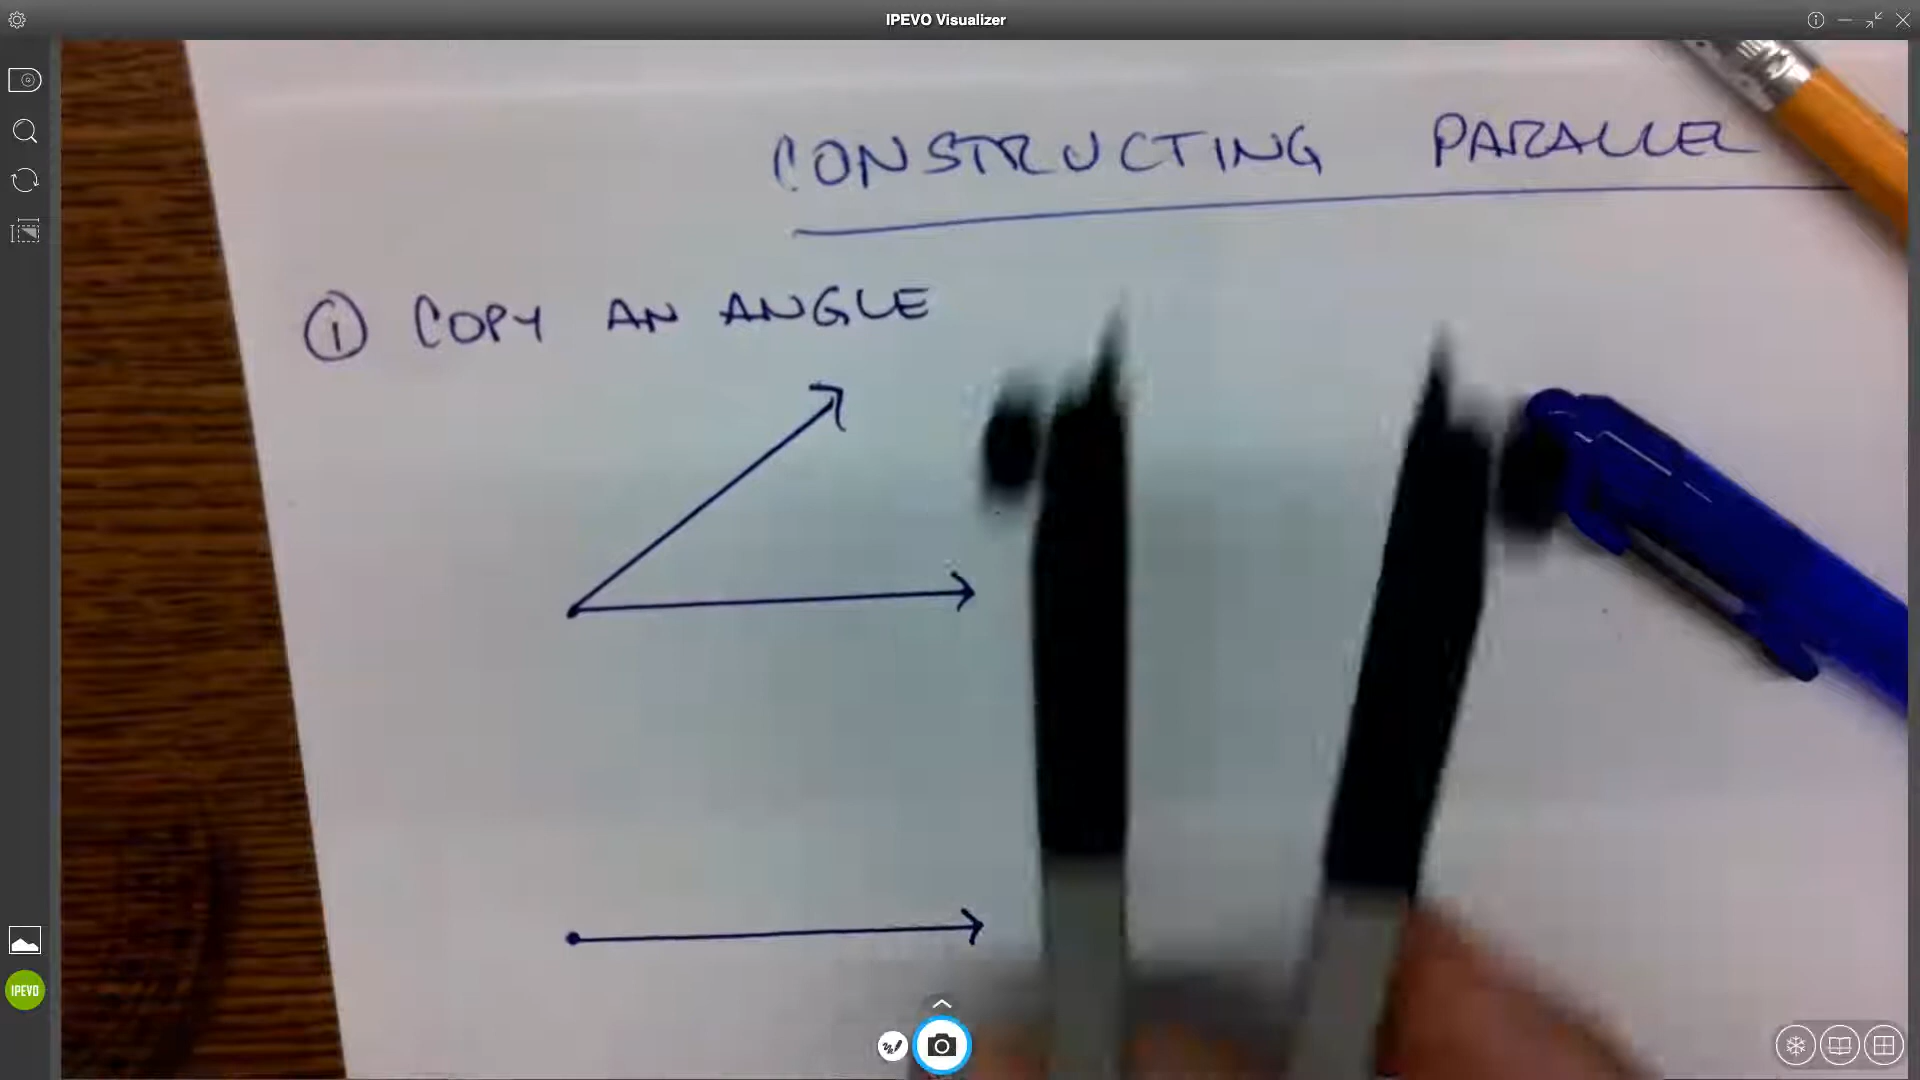 IPEVO Visualizer
CONSTRUCTING PARALLEL
① COPY AN ANGLE
IPEVO